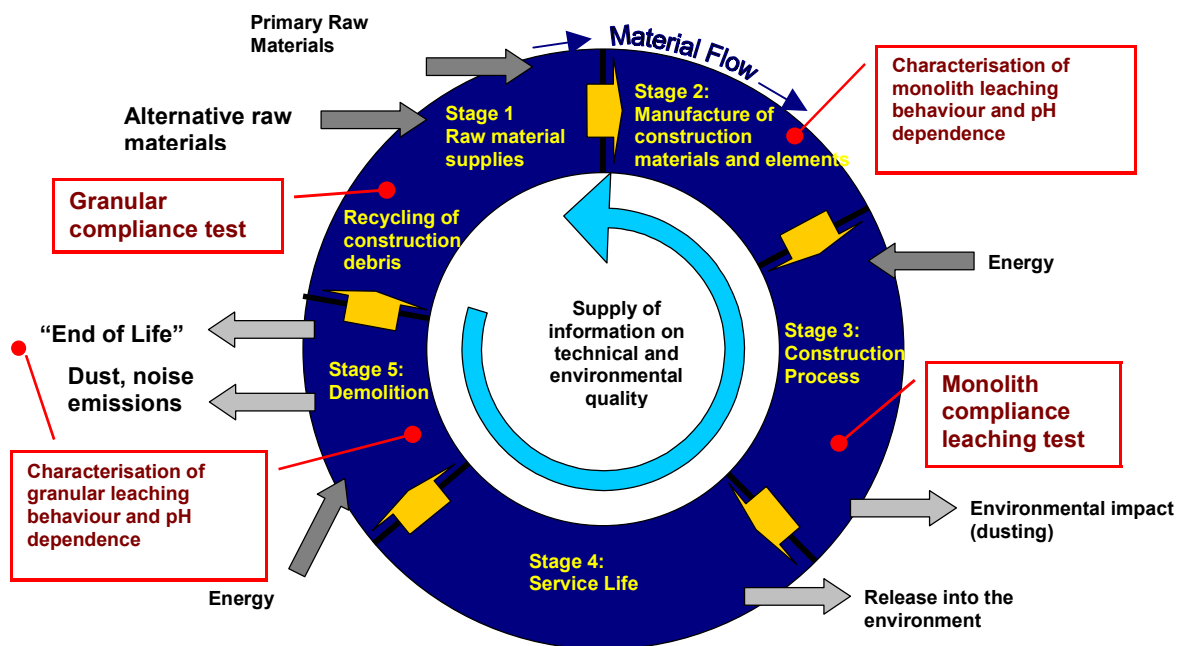 Primary Raw
Materials
Material Flow
Characterisation of
monolith leaching
behaviour and pH
dependence
Alternative raw
materials
Stage 1
Raw material
supplies
Stage 2:
Manufacture of
construction
materials and elements
Granular
compliance test
Recycling of
construction
debris
Energy
Supply of
information on
technical and
environmental
quality
Stage 3:
Construction
Process
“End of Life”
Dust, noise
emissions
Stage 5:
Demolition
Monolith
compliance
leaching test
Characterisation of
granular leaching
behaviour and pH
dependence
Environmental impact
(dusting)
Stage 4:
Service Life
Energy
Release into the
environment